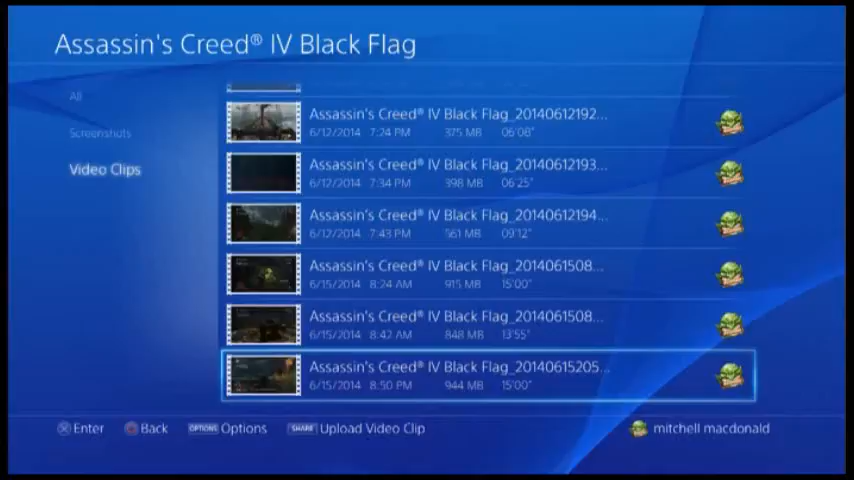 Assassin's Creed® IV Black Flag
All
Screenshots
Video Clips
Assassin's Creed® IV Black Flag_20140612192...
6/12/2014 7:24 PM 375 MB 06'08"
Assassin's Creed® IV Black Flag_20140612193...
6/12/2014 7:34 PM 398 MB 06'25"
Assassin's Creed® IV Black Flag_20140612194...
6/12/2014 7:43 PM 561 MB 09'12"
Assassin's Creed® IV Black Flag_2014061508...
6/15/2014 8:24 AM 915 MB 15'00"
Assassin's Creed® IV Black Flag_2014061508...
6/15/2014 8:42 AM 848 MB 13'55"
Assassin's Creed® IV Black Flag_20140615205...
6/15/2014 8:50 PM 944 MB 15'00"
Enter Back OPTIONS Options SHARE Upload Video Clip mitchell macdonald